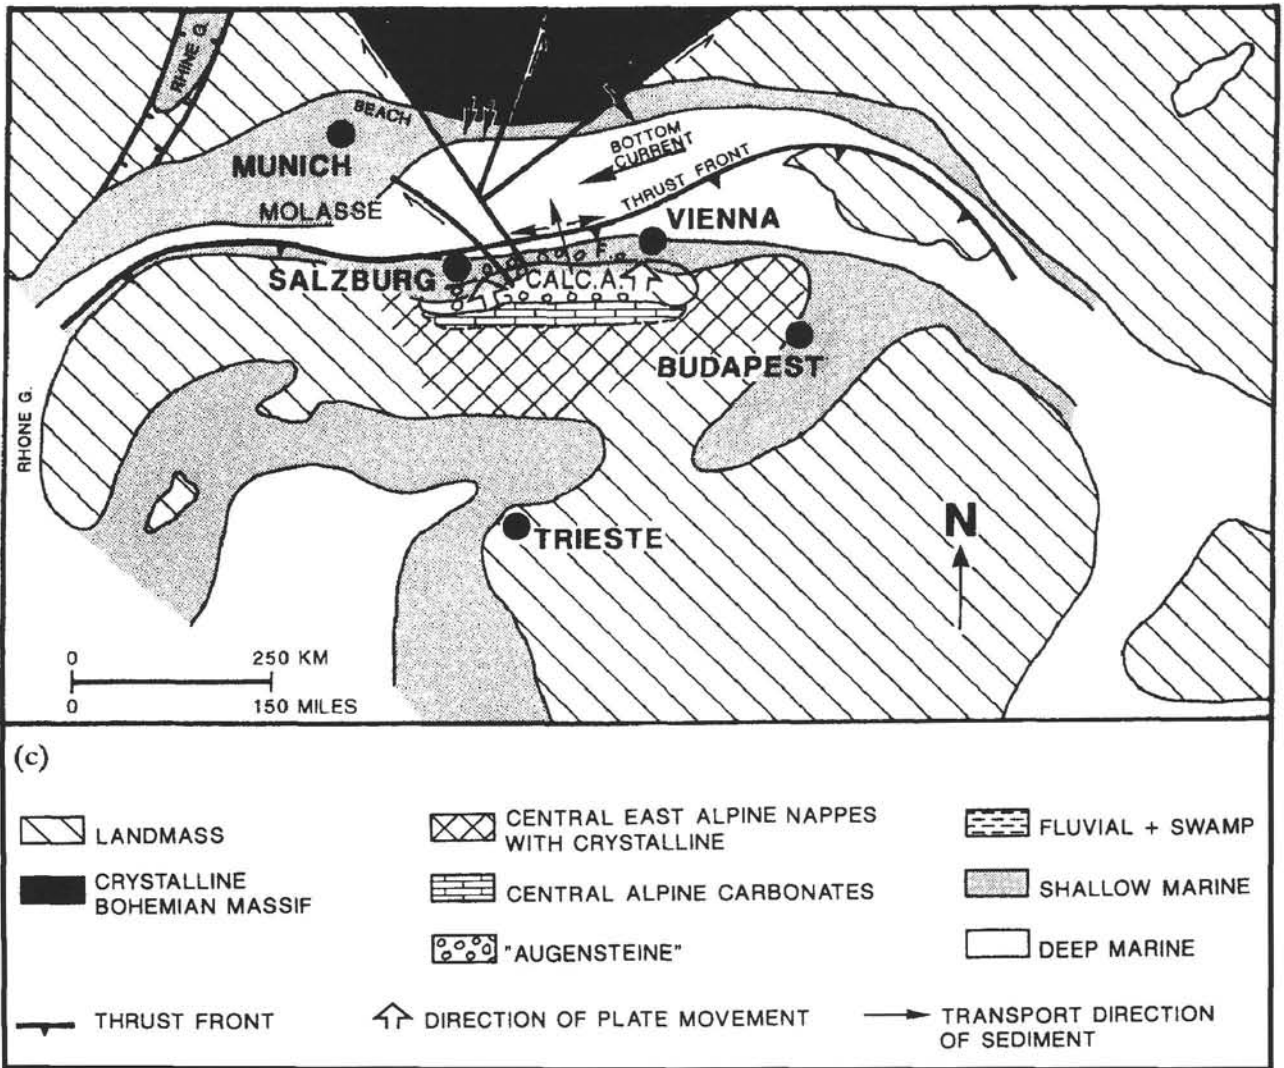 RHINE G.
BEACH
MUNICH
MOLASSE
BOTTOM
CURRENT
THRUST FRONT
VIENNA
F.
SALZBURG
CALC.A.
BUDAPEST
RHONE G.
TRIESTE
N
0 250 KM
0 150 MILES
(c)
LANDMASS
CRYSTALLINE
BOHEMIAN MASSIF
CENTRAL EAST ALPINE NAPPES
WITH CRYSTALLINE
CENTRAL ALPINE CARBONATES
"AUGENSTEINE"
FLUVIAL + SWAMP
SHALLOW MARINE
DEEP MARINE
THRUST FRONT
DIRECTION OF PLATE MOVEMENT
TRANSPORT DIRECTION
OF SEDIMENT